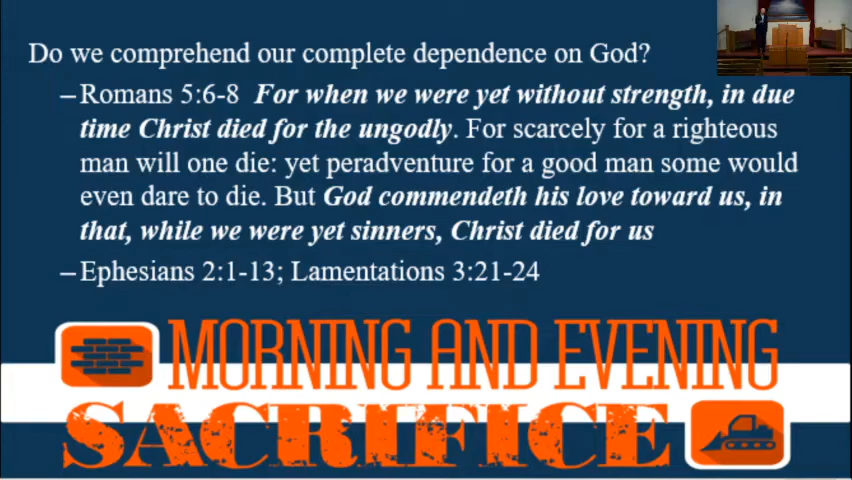 Do we comprehend our complete dependence on God?
–Romans 5:6-8 For when we were yet without strength, in due
time Christ died for the ungodly. For scarcely for a righteous
man will one die: yet peradventure for a good man some would
even dare to die. But God commendeth his love toward us, in
that, while we were yet sinners, Christ died for us
–Ephesians 2:1-13; Lamentations 3:21-24
MORNING AND EVENING
SACRIFICE